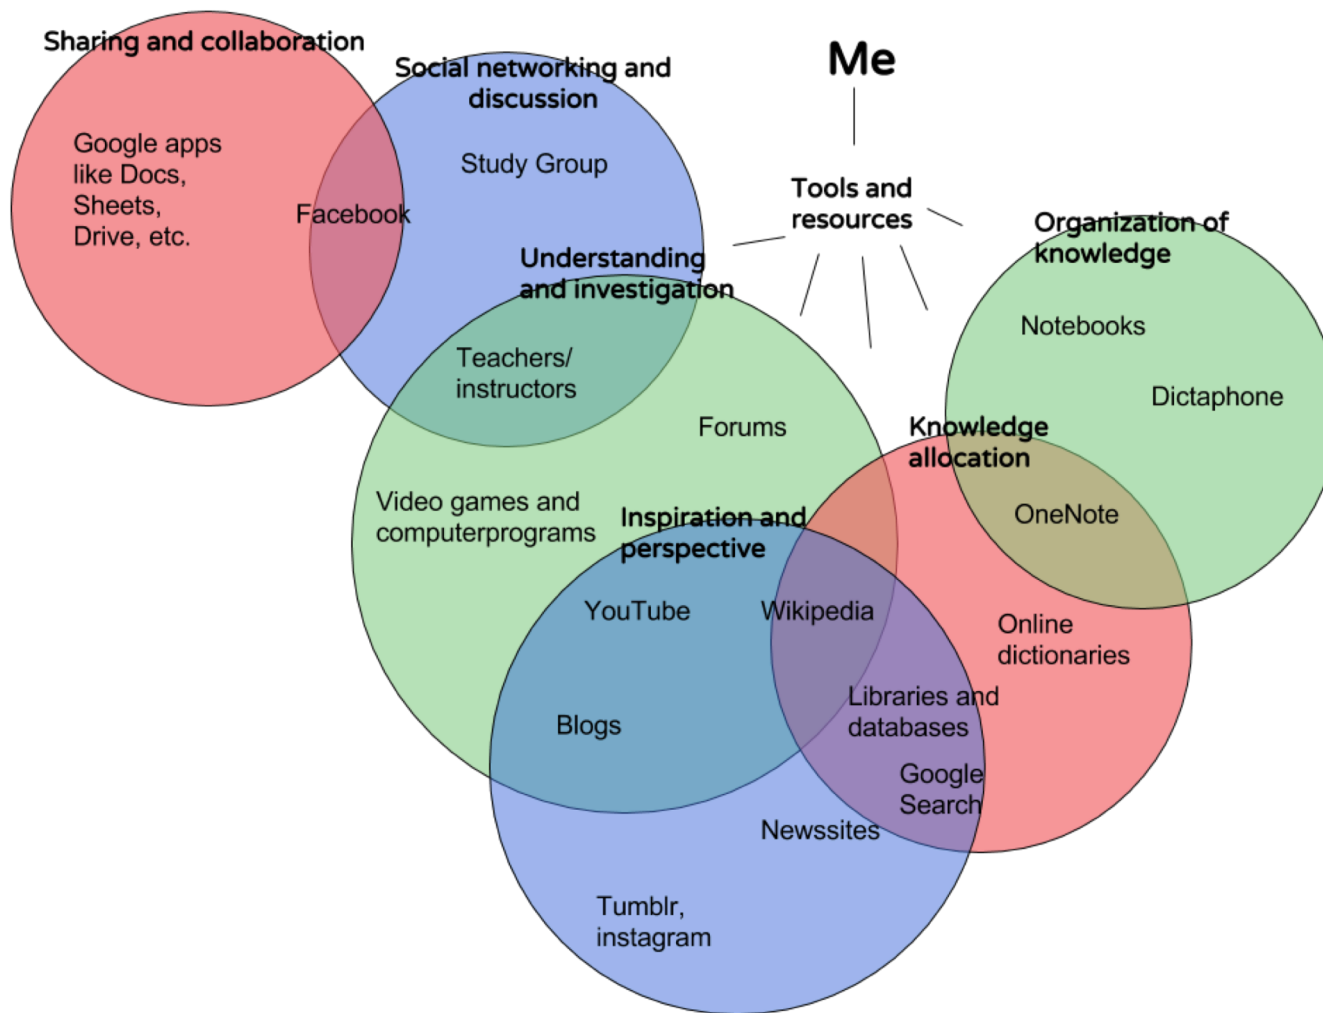 Sharing and collaboration
Social networking and
discussion
Me
Google apps
like Docs,
Sheets,
Drive, etc.
Study Group
Facebook
Tools and
resources
Organization of
knowledge
Understanding
and investigation
Notebooks
Teachers/
instructors
Dictaphone
Forums
Knowledge
allocation
Video games and
computerprograms
Inspiration and
perspective
OneNote
YouTube
Wikipedia
Online
dictionaries
Blogs
Libraries and
databases
Google
Search
Newssites
Tumblr,
instagram